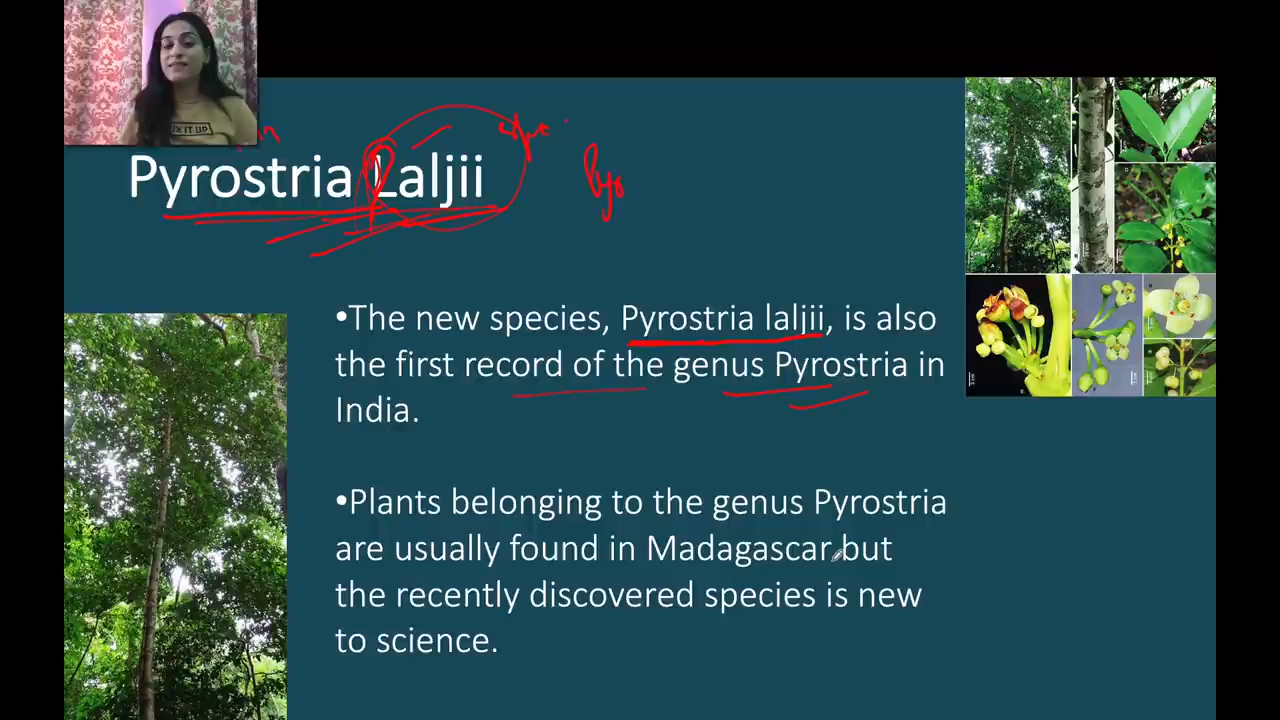 Pyrostria Laljii
Pyo
•The new species, Pyrostria laljii, is also
the first record of the genus Pyrostria in
India.
•Plants belonging to the genus Pyrostria
are usually found in Madagascar but
the recently discovered species is new
to science.